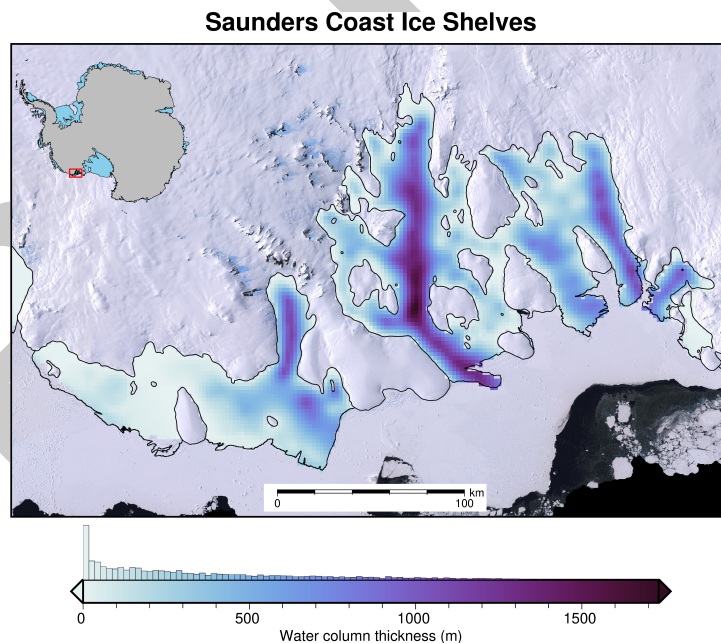 Saunders Coast Ice Shelves
km
0 100
0 500 1000 1500
Water column thickness (m)